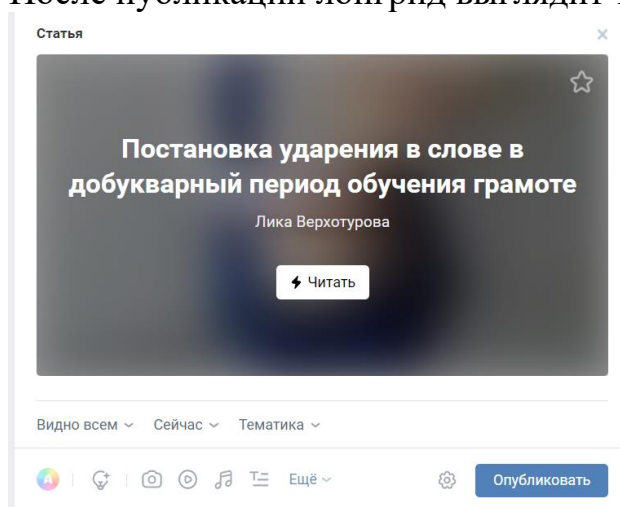 Статья
Постановка ударения в слове в
добукварный период обучения грамоте
Лика Верхотурова
Читать
Видно всем Сейчас Тематика
Ещё Опубликовать